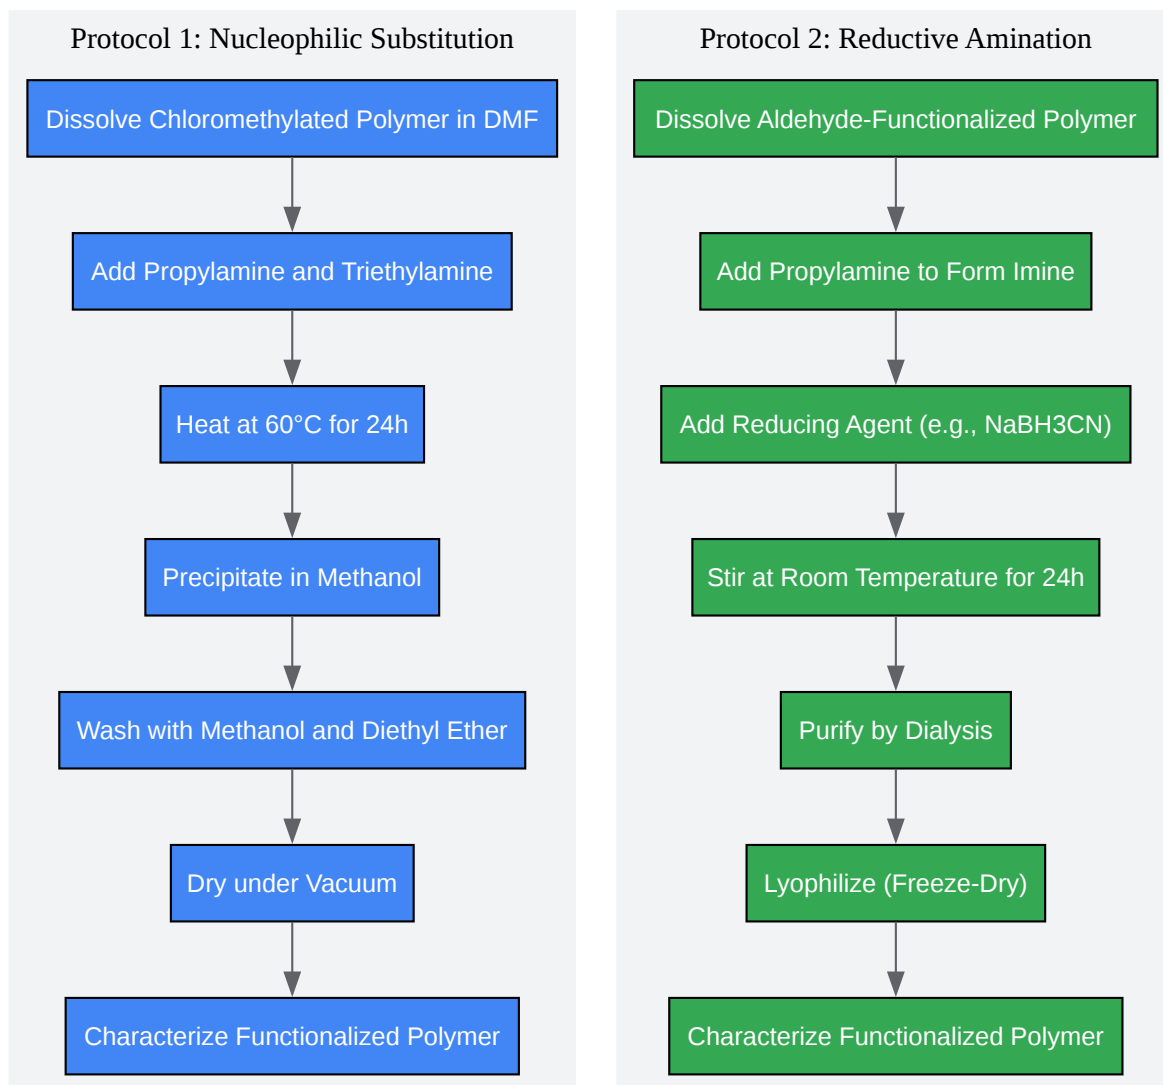 Protocol 1: Nucleophilic Substitution
Dissolve Chloromethylated Polymer in DMF
Add Propylamine and Triethylamine
Heat at 60°C for 24h
Precipitate in Methanol
Wash with Methanol and Diethyl Ether
Dry under Vacuum
Characterize Functionalized Polymer
Protocol 2: Reductive Amination
Dissolve Aldehyde-Functionalized Polymer
Add Propylamine to Form Imine
Add Reducing Agent (e.g., NaBH3CN)
Stir at Room Temperature for 24h
Purify by Dialysis
Lyophilize (Freeze-Dry)
Characterize Functionalized Polymer